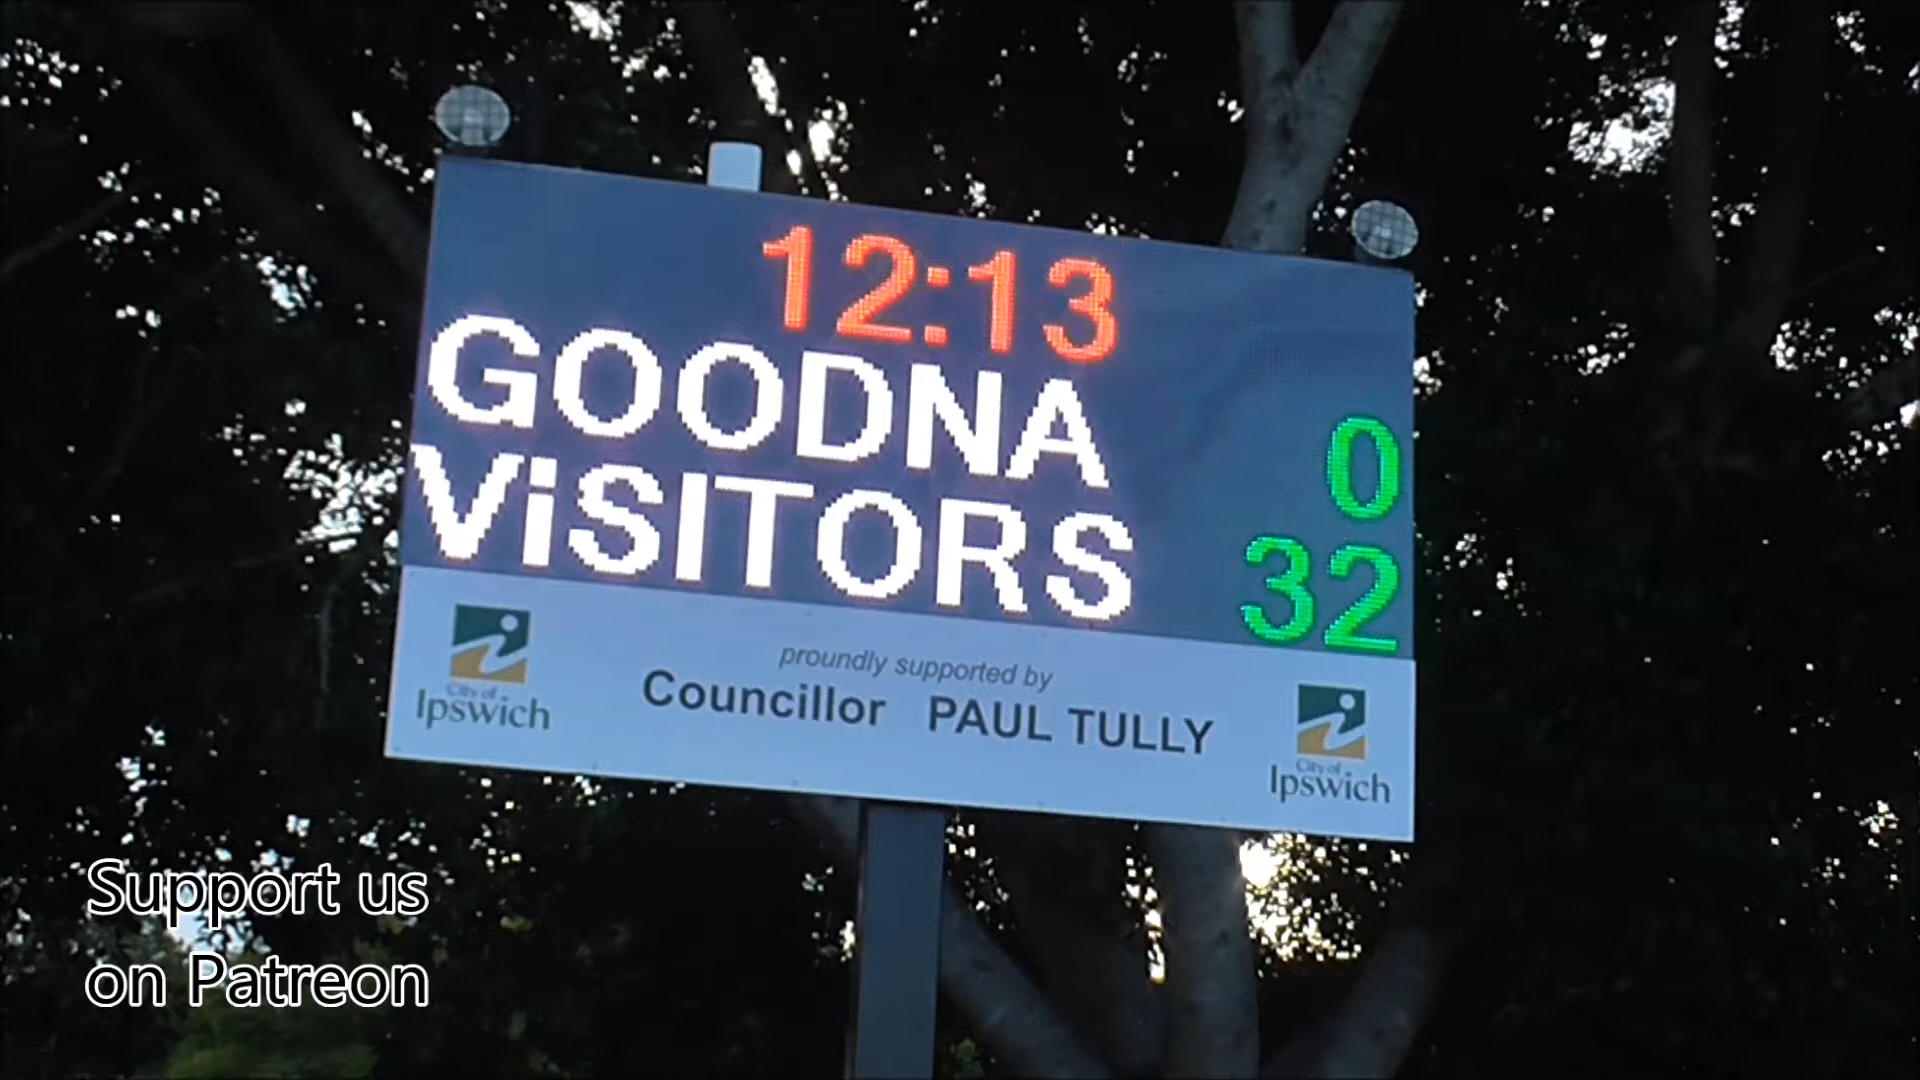 12:13
GOODNA 0
ViSITORS 32
proundly supported by
Councillor PAUL TULLY
City of
Ipswich
City of
Ipswich
Support us
on Patreon